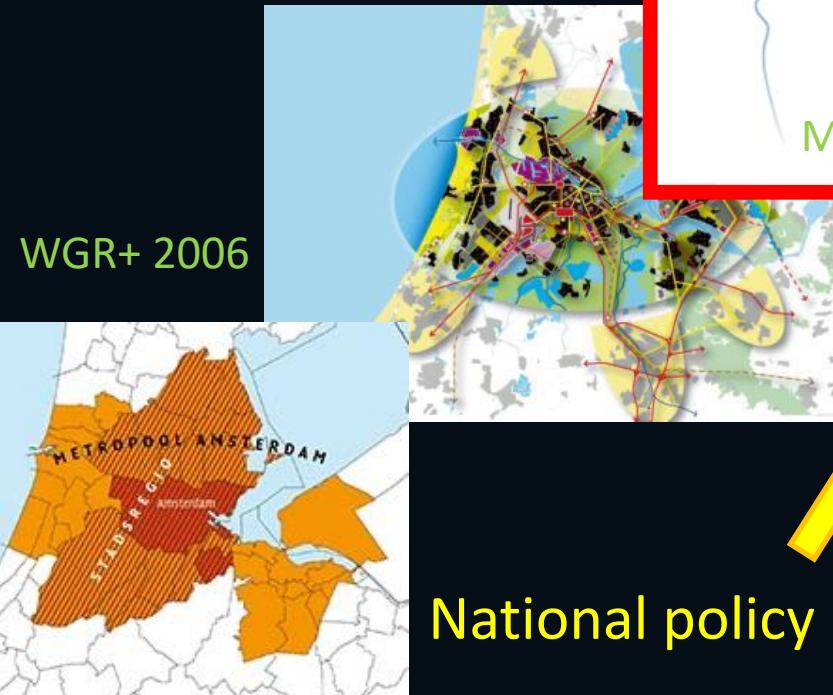 M
WGR+ 2006
METROPOOL AMSTERDAM
STADSREGIO
Amsterdam
National policy